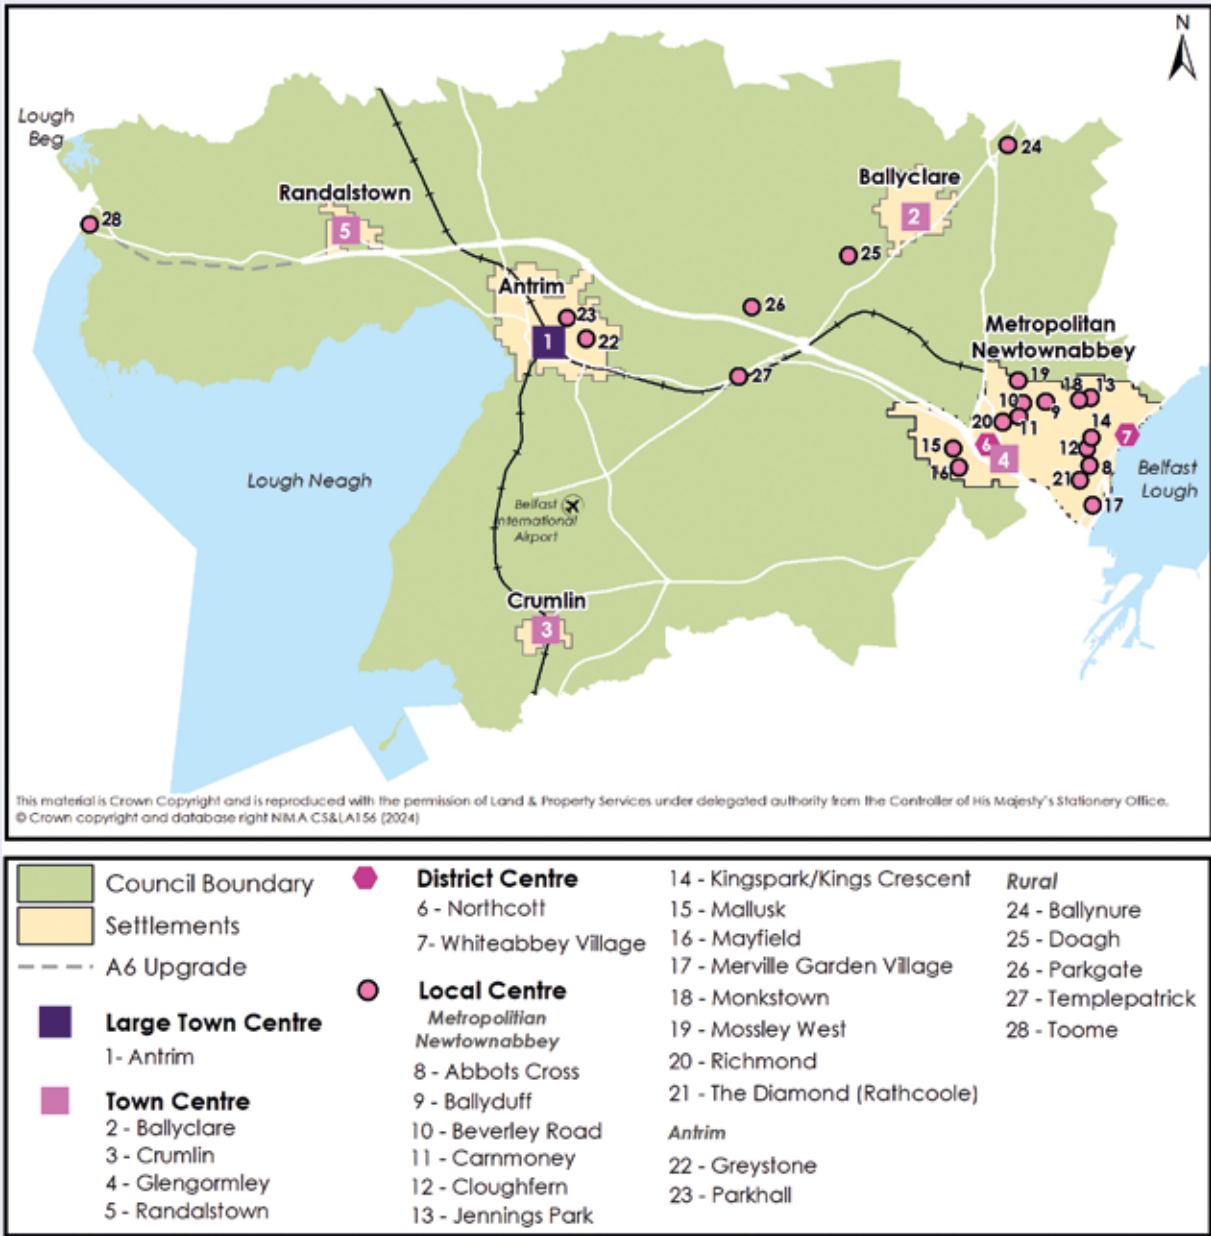 N
Lough
Beg
24
Ballyclare
Randalstown
28
2
5
25
Antrim
26
23
Metropolitan
Newtownabbey
1
22
27
19
18
13
10
9
20
11
14
7
15
6
12
4
16
8
Belfast
Lough
21
Lough Neagh
17
Belfast
International
Airport
Crumlin
3
This material is Crown Copyright and is reproduced with the permission of Land & Property Services under delegated authority from the Controller of His Majesty's Stationery Office,
© Crown copyright and database right NIMA CS&LA156 (2024)
Council Boundary
Settlements
A6 Upgrade
Large Town Centre
1- Antrim
Town Centre
2 - Ballyclare
3 - Crumlin
4 - Glengormley
5 - Randalstown
District Centre
6 - Northcott
7- Whiteabbey Village
Local Centre
Metropolitian
Newtownabbey
8 - Abbots Cross
9 - Ballyduff
10 - Beverley Road
11 - Carnmoney
12 - Cloughfern
13 - Jennings Park
14 - Kingspark/Kings Crescent
15 - Mallusk
16 - Mayfield
17 - Merville Garden Village
18 - Monkstown
19 - Mossley West
20 - Richmond
21 - The Diamond (Rathcoole)
Antrim
22 - Greystone
23 - Parkhall
Rural
24 - Ballynure
25 - Doagh
26 - Parkgate
27 - Templepatrick
28 - Toome